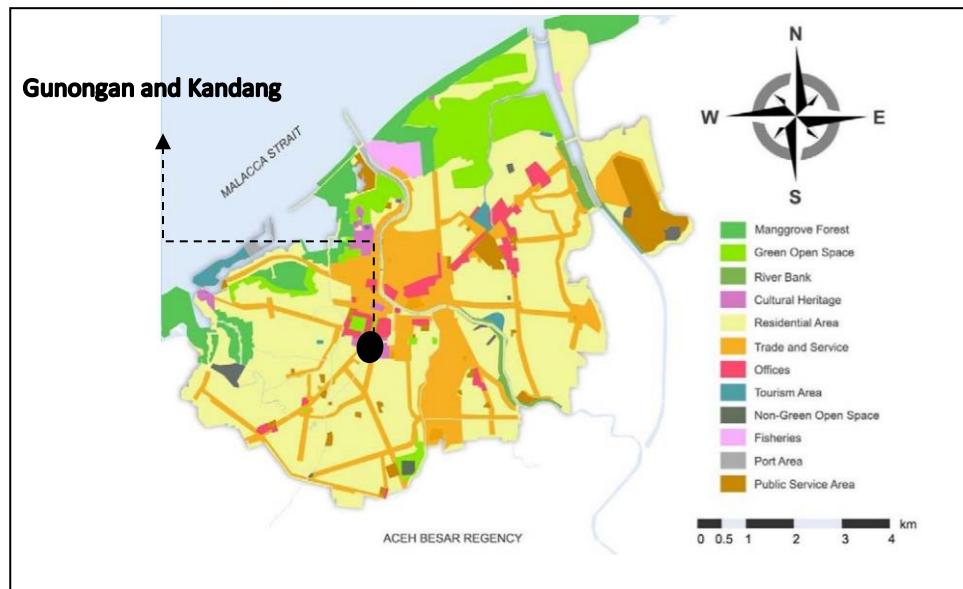 N
Gunongan and Kandang
W
E
MALACCA STRAIT
S
Manggrove Forest
Green Open Space
River Bank
Cultural Heritage
Residential Area
Trade and Service
Offices
Tourism Area
Non-Green Open Space
Fisheries
Port Area
Public Service Area
km
0 0.5 1 2 3 4
ACEH BESAR REGENCY